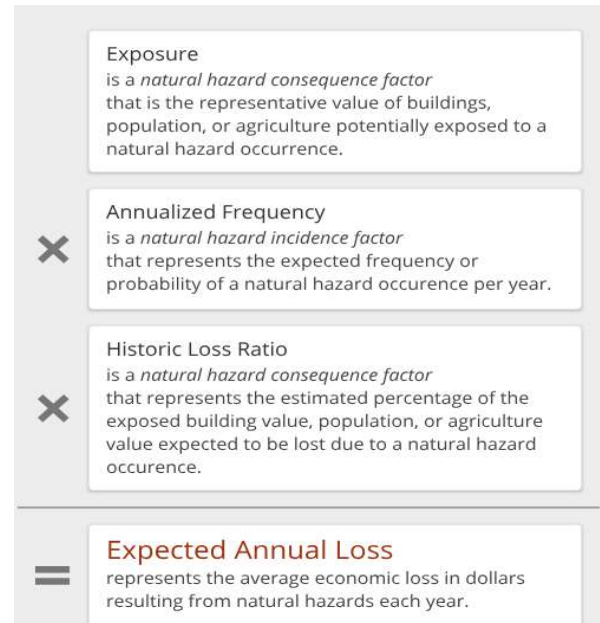 Exposure
is a natural hazard consequence factor
that is the representative value of buildings,
population, or agriculture potentially exposed to a
natural hazard occurrence.
Annualized Frequency
is a natural hazard incidence factor
that represents the expected frequency or
probability of a natural hazard occurence per year.
Historic Loss Ratio
is a natural hazard consequence factor
that represents the estimated percentage of the
exposed building value, population, or agriculture
value expected to be lost due to a natural hazard
occurence.
Expected Annual Loss
represents the average economic loss in dollars
resulting from natural hazards each year.